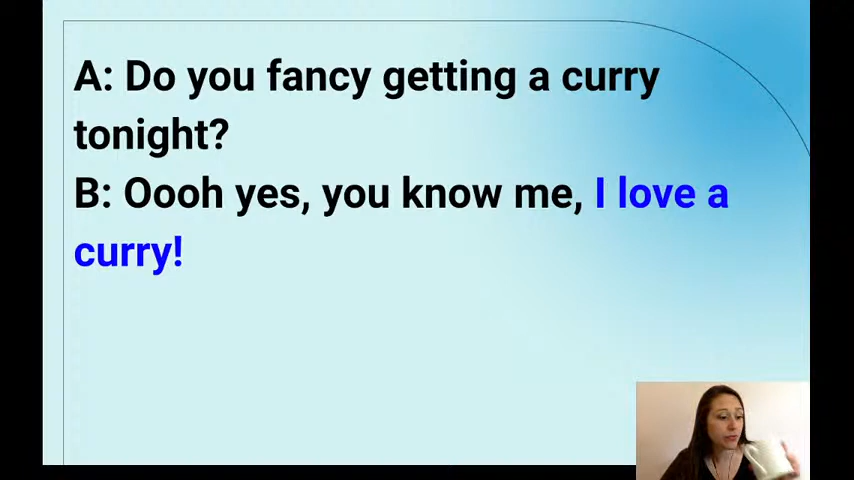 A: Do you fancy getting a curry
tonight?
B: Oooh yes, you know me, I love a
curry!